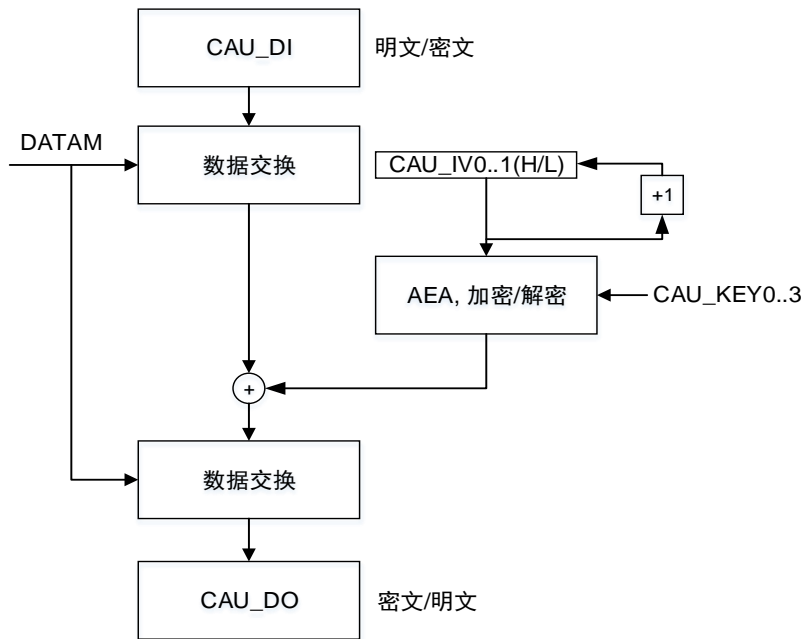 CAU_DI
明文/密文
DATAM
数据交换
CAU_IV0..1(H/L)
+1
AEA, 加密/解密
CAU_KEY0..3
+
数据交换
CAU_DO
密文/明文